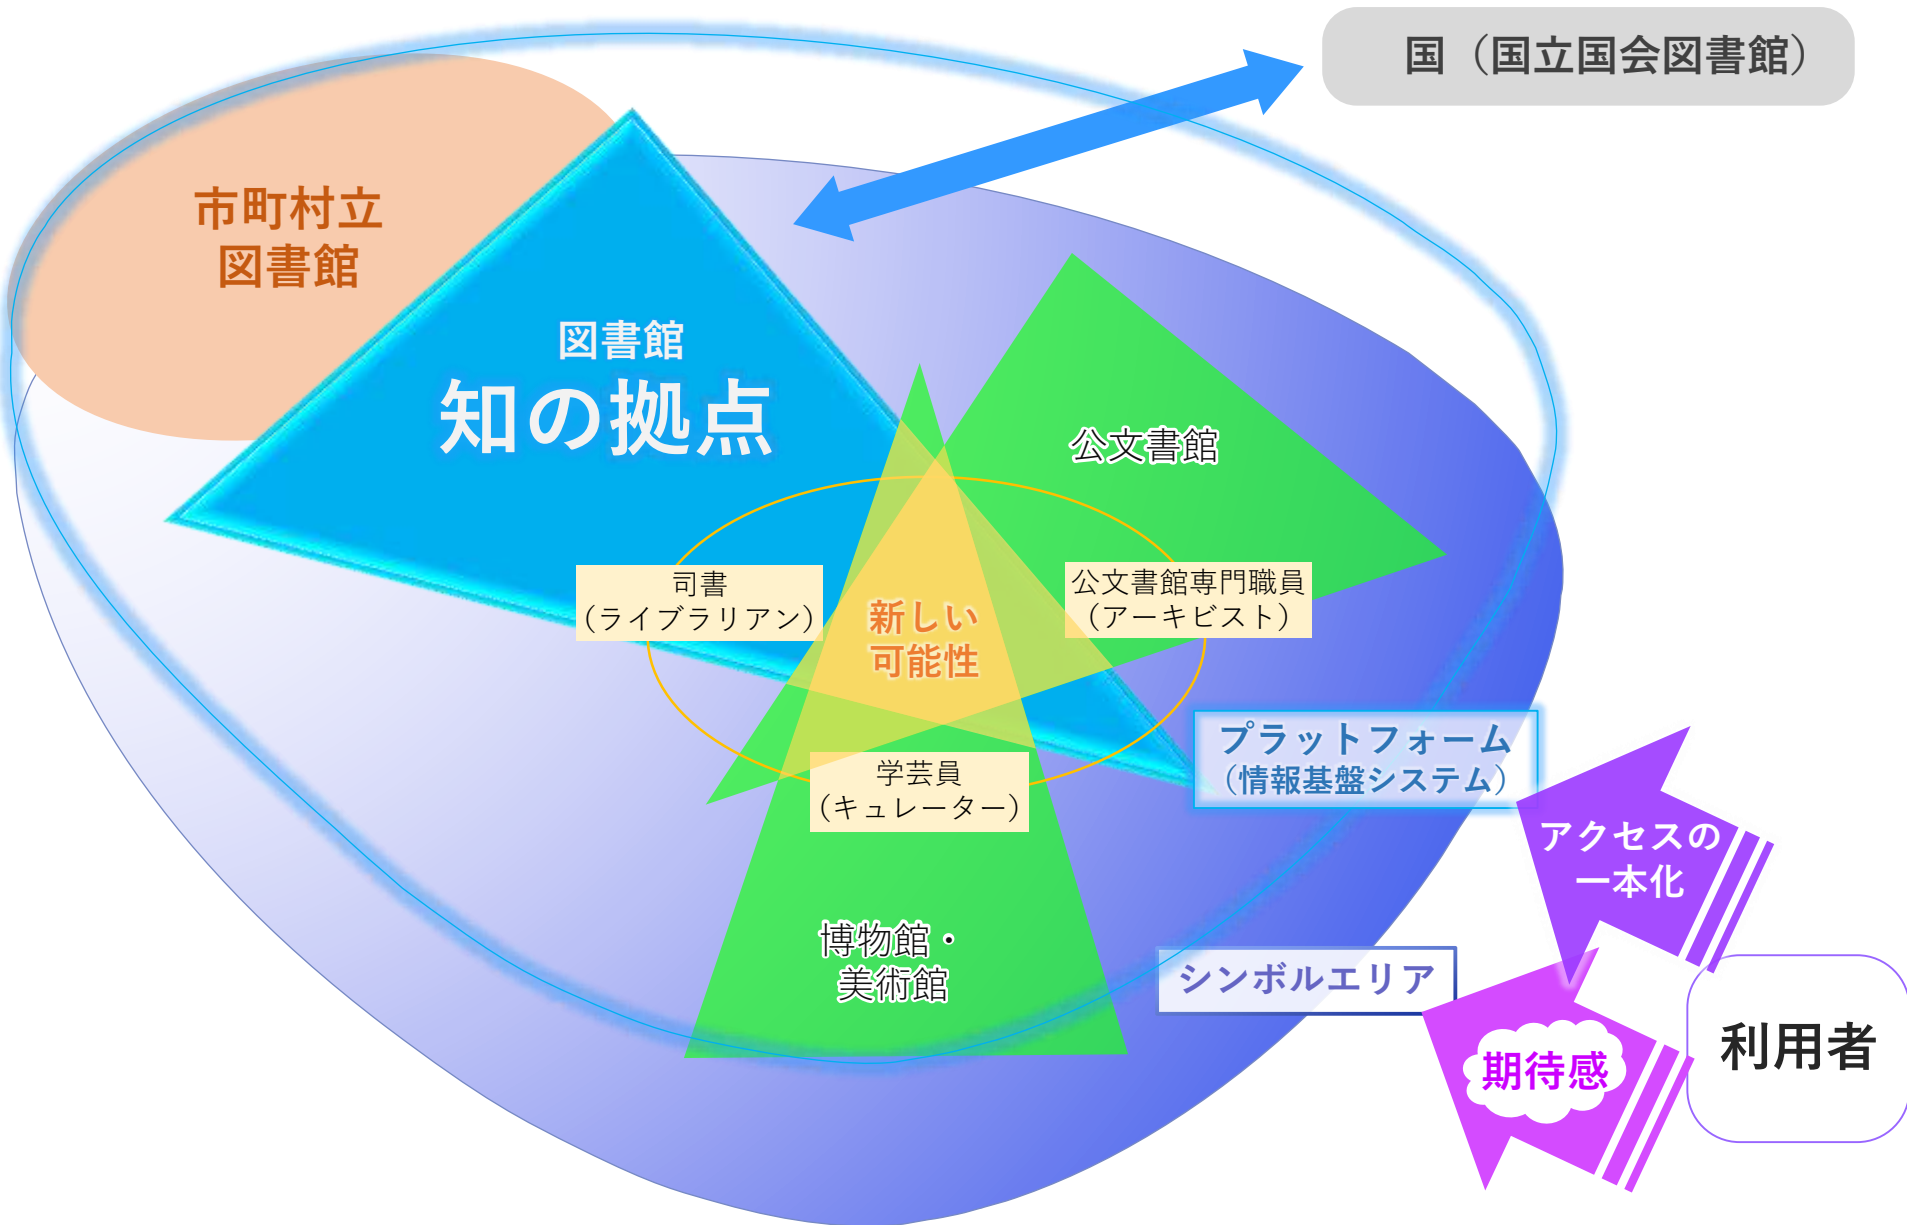 国（国立国会図書館）
市町村立
図書館
図書館
知の拠点
公文書館
司書
（ライブラリアン）
公文書館専門職員
（アーキビスト）
新しい
可能性
プラットフォーム
（情報基盤システム）
学芸員
（キュレーター）
アクセスの
一本化
博物館・
美術館
シンボルエリア
期待感
利用者